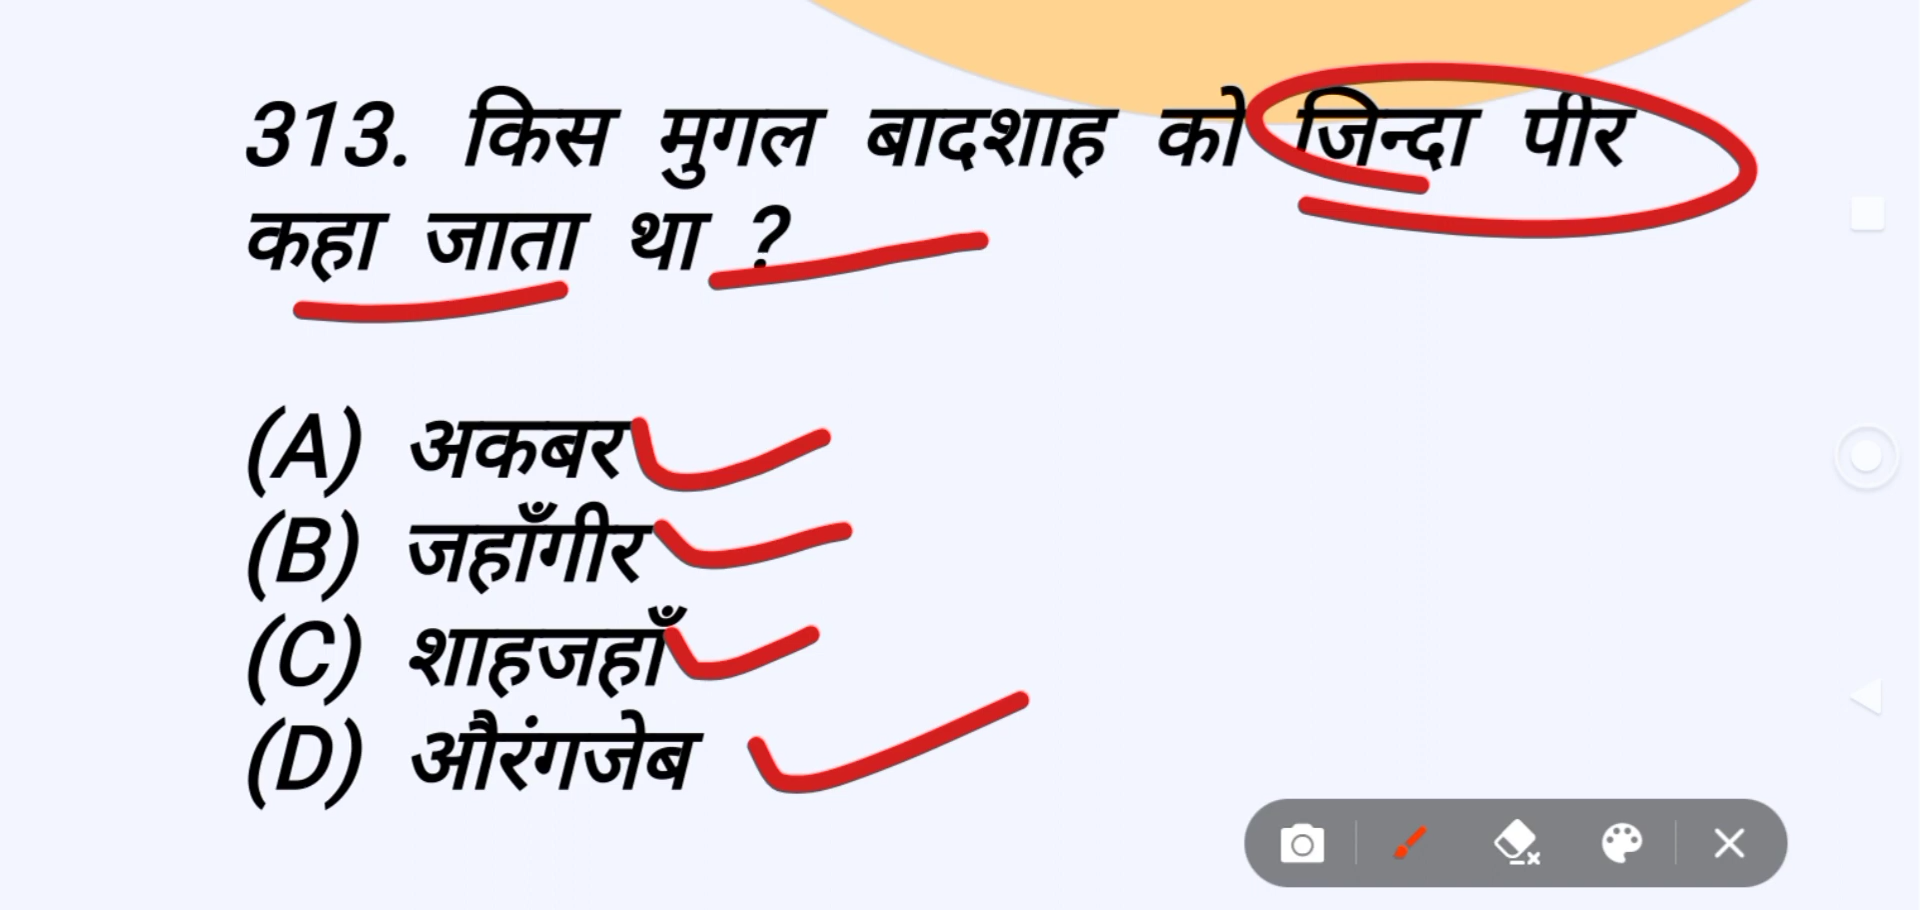 313. किस मुगल बादशाह को जिन्दा पीर
कहा जाता था ?
(A) अकबर
(B) जहाँगीर
(C) शाहजहाँ
(D) औरंगजेब